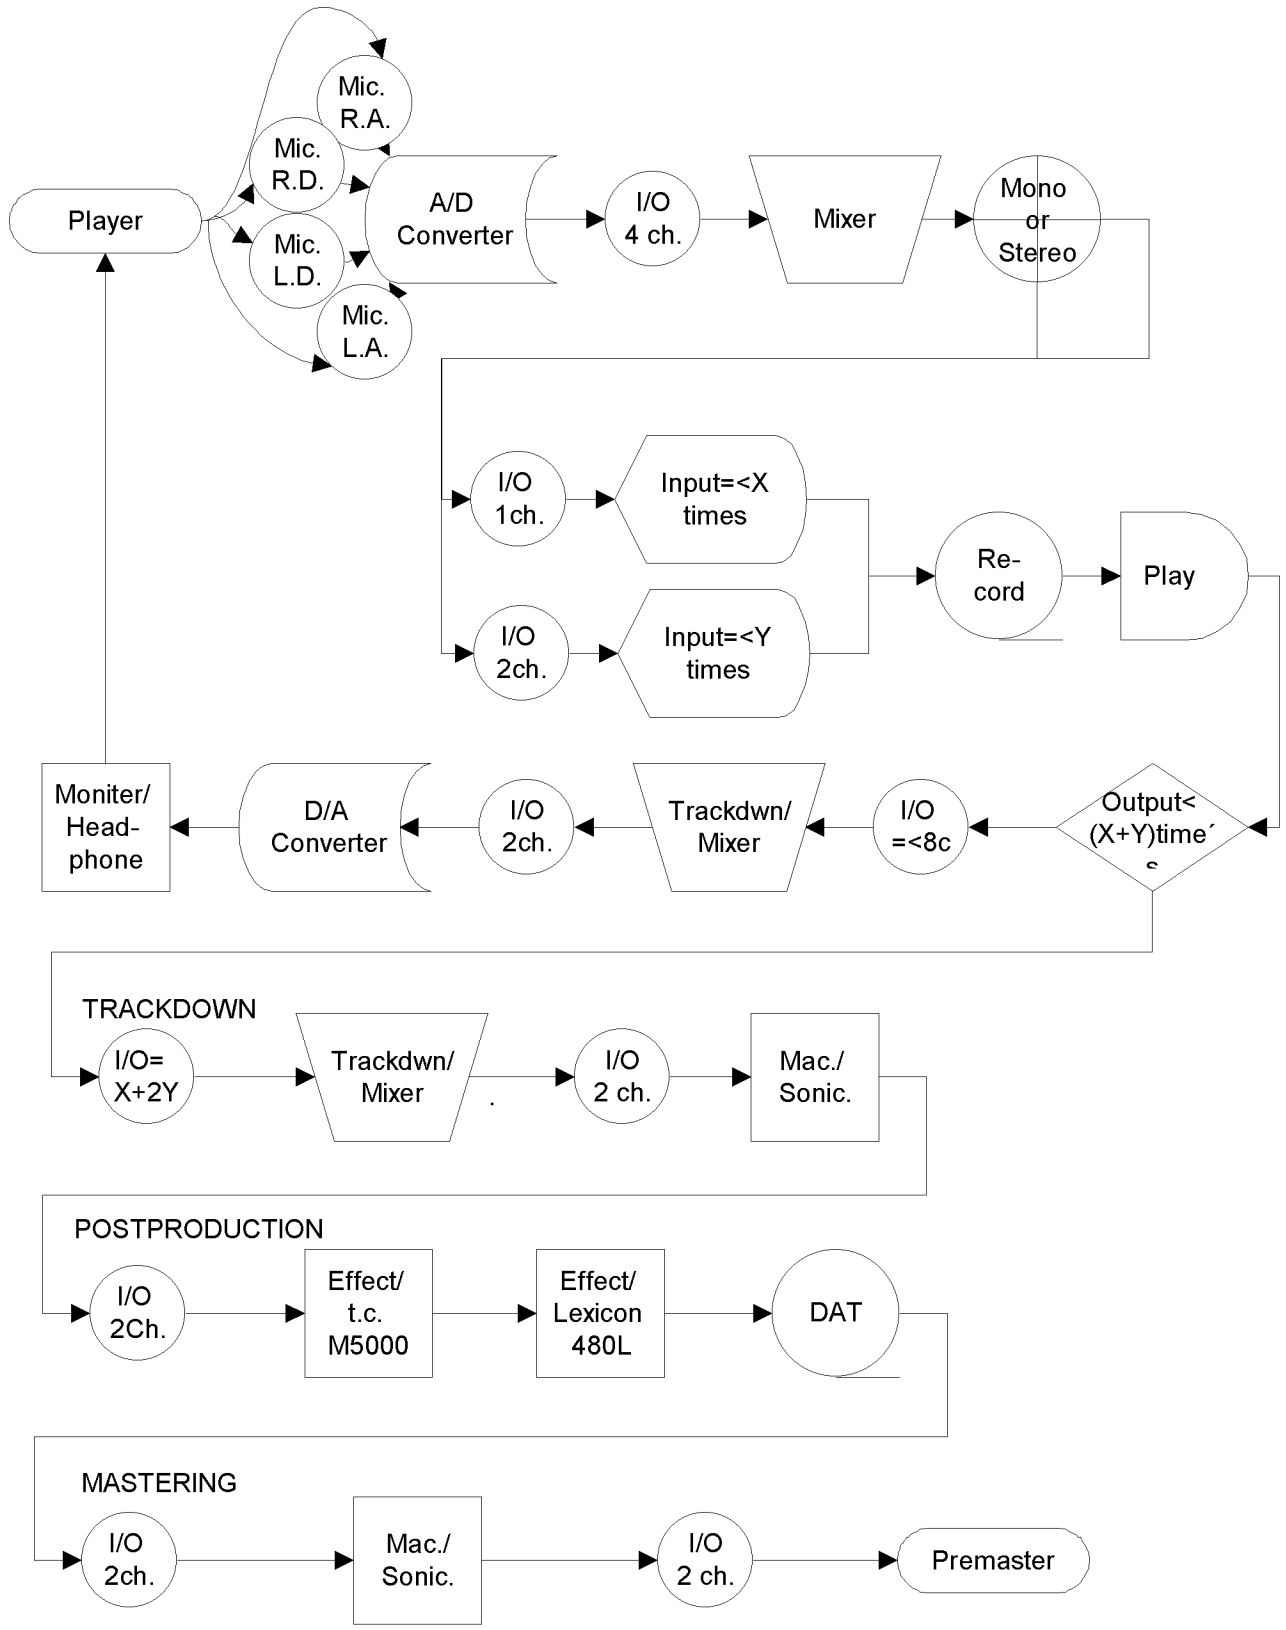 Mic.
R.A.
Mic.
R.D.
Player
Mic.
L.D.
Mic.
L.A.
A/D
Converter
I/O
4 ch.
Mixer
Mono
or
Stereo
I/O
1ch.
Input=<X
times
I/O
2ch.
Input=<Y
times
Re-
cord
Play
Moniter/
Head-
phone
D/A
Converter
I/O
2ch.
Trackdwn/
Mixer
I/O
=<8c
Output<
(X+Y)time´
s
TRACKDOWN
I/O=
X+2Y
Trackdwn/
Mixer
.
I/O
2 ch.
Mac./
Sonic.
POSTPRODUCTION
I/O
2Ch.
Effect/
t.c.
M5000
Effect/
Lexicon
480L
DAT
MASTERING
I/O
2ch.
Mac./
Sonic.
I/O
2 ch.
Premaster